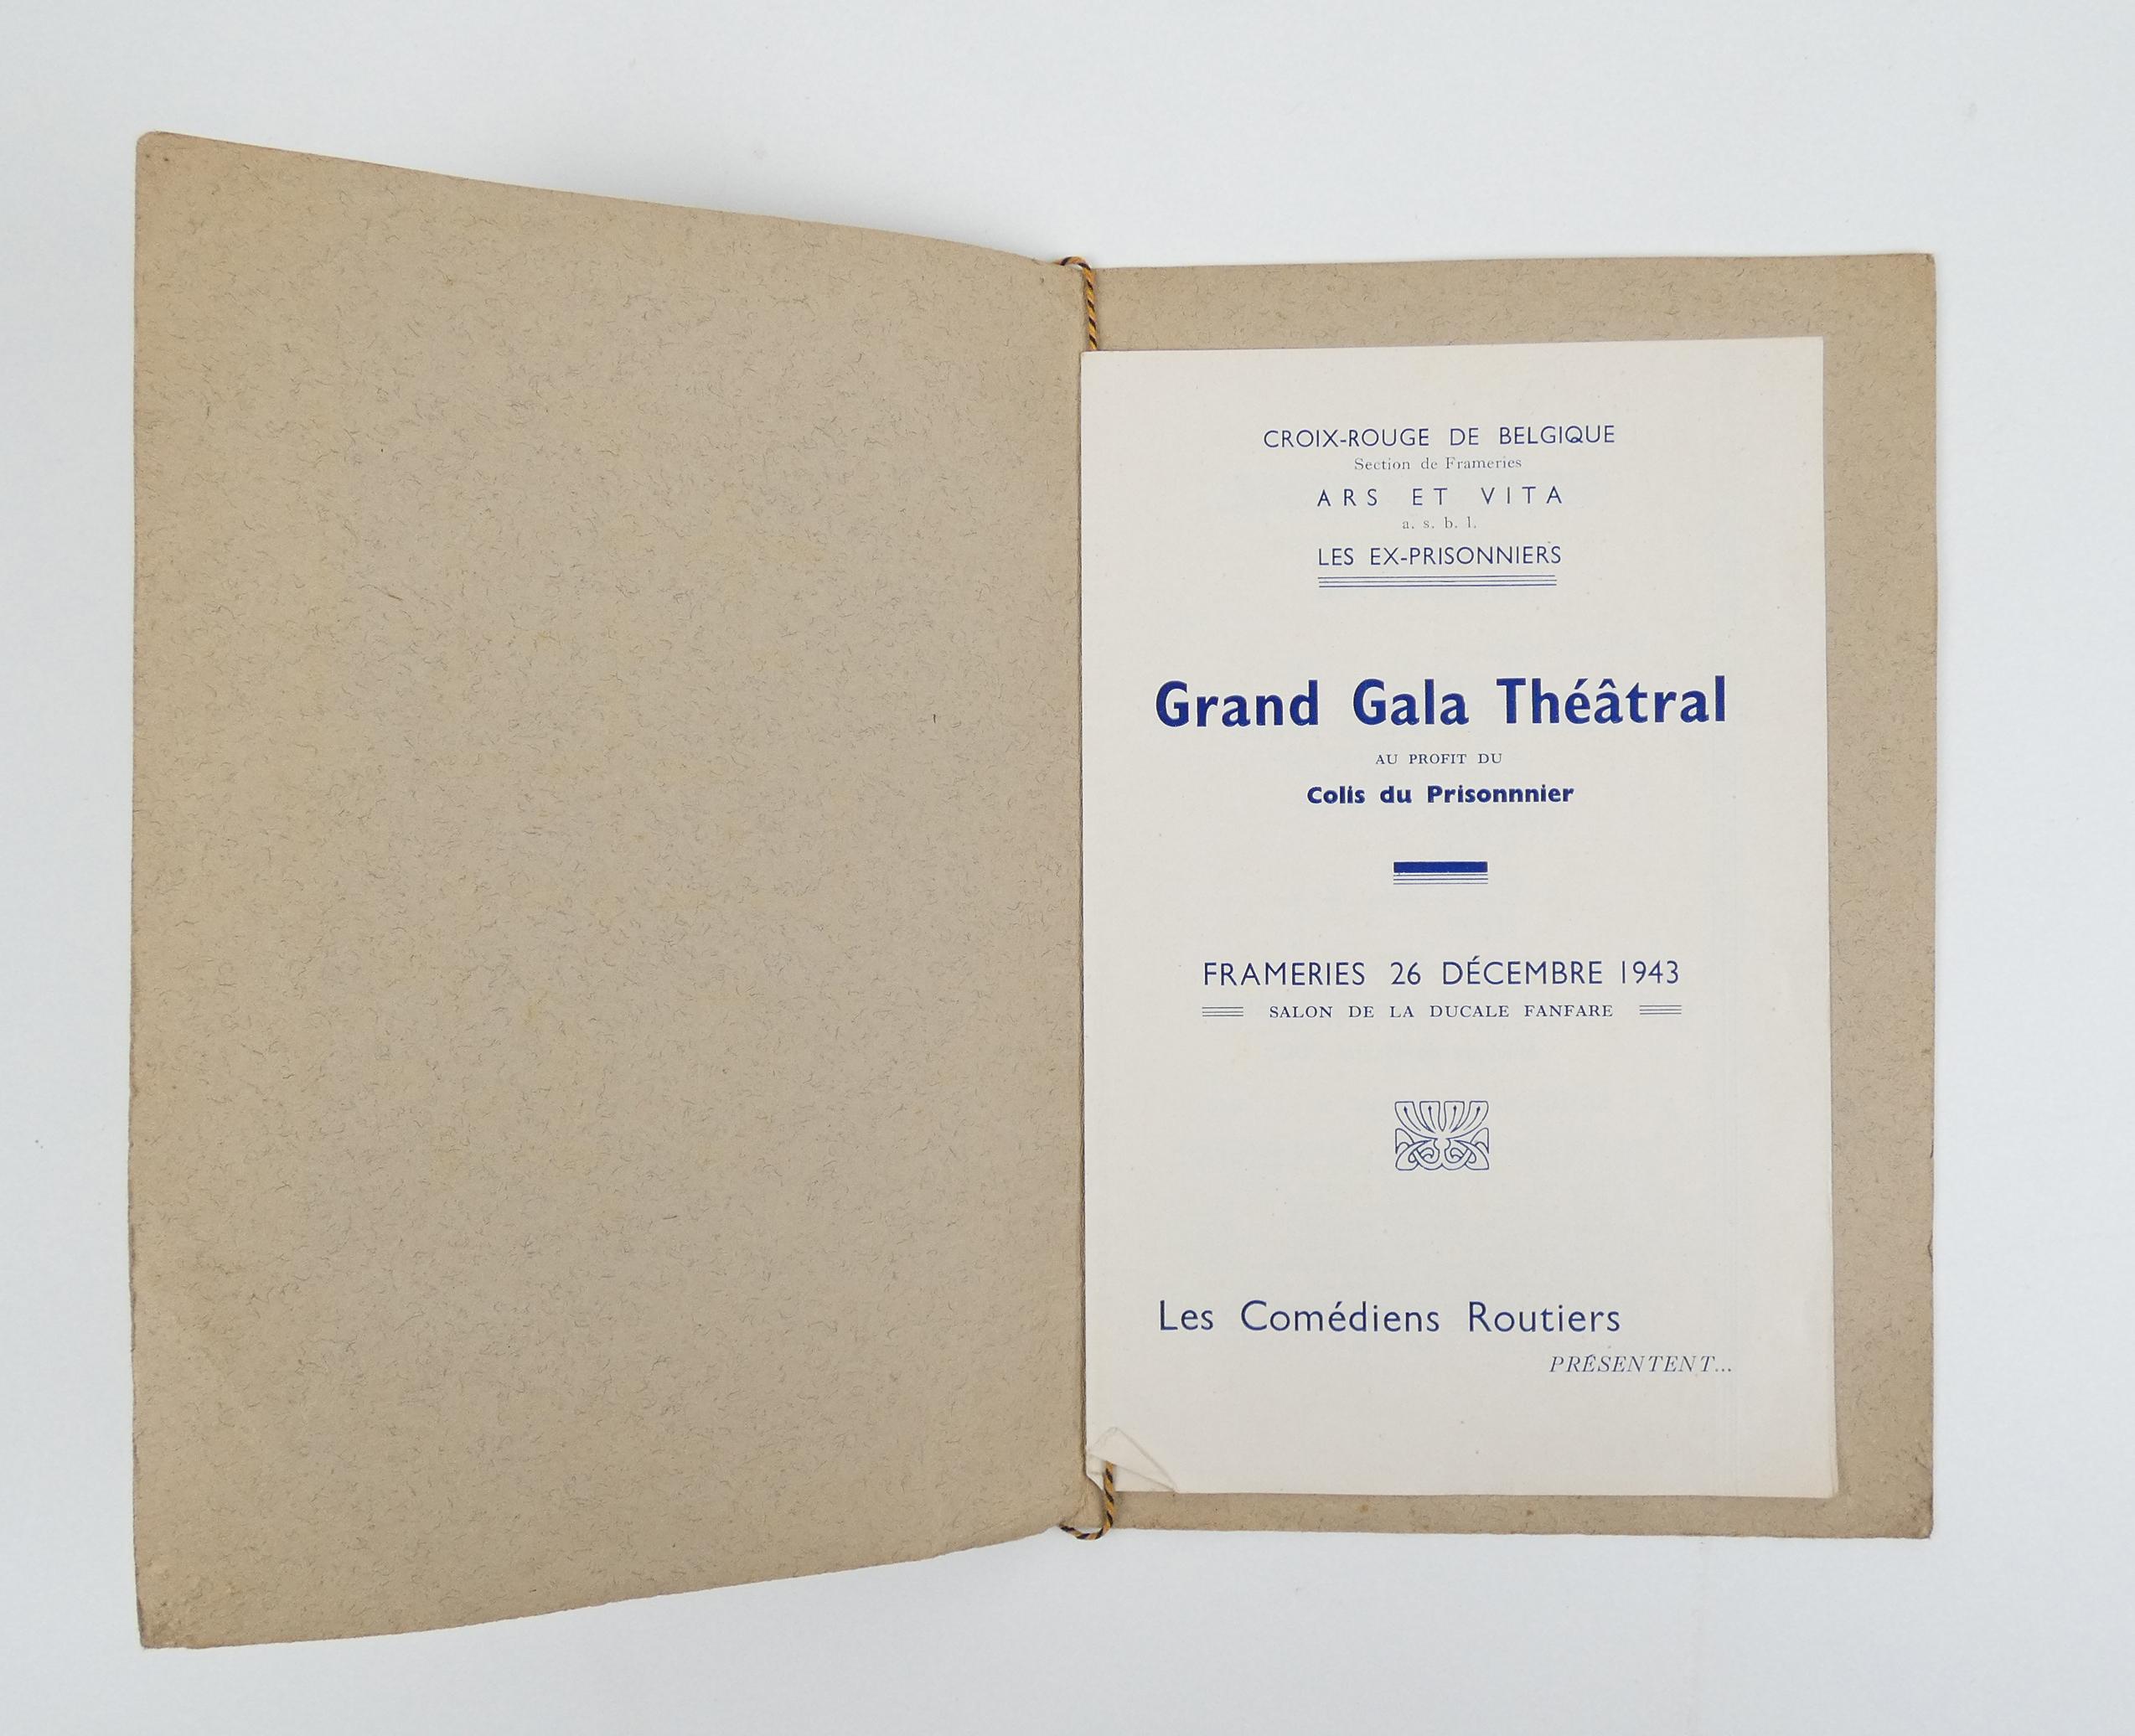 CROIX-ROUGE DE BELGIQUE
Section de Frameries
ARS ET VITA
a. s. b. l.
LES EX-PRISONNIERS
Grand Gala Théâtral
AU PROFIT DU
Colis du Prisonnnier
FRAMERIES 26 DÉCEMBRE 1943
SALON DE LA DUCALE FANFARE
Les Comédiens Routiers
PRÉSENTENT...